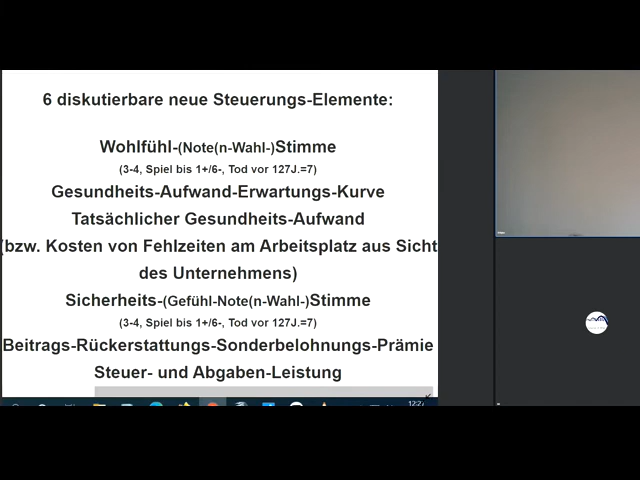 6 diskutierbare neue Steuerungs-Elemente:
Wohlfühl-(Note(n-Wahl-)Stimme
(3-4, Spiel bis 1+/6-, Tod vor 127J.=7)
Gesundheits-Aufwand-Erwartungs-Kurve
Tatsächlicher Gesundheits-Aufwand
(bzw. Kosten von Fehlzeiten am Arbeitsplatz aus Sicht
des Unternehmens)
Sicherheits-(Gefühl-Note(n-Wahl-)Stimme
(3-4, Spiel bis 1+/6-, Tod vor 127J.=7)
Beitrags-Rückerstattungs-Sonderbelohnungs-Prämie
Steuer- und Abgaben-Leistung